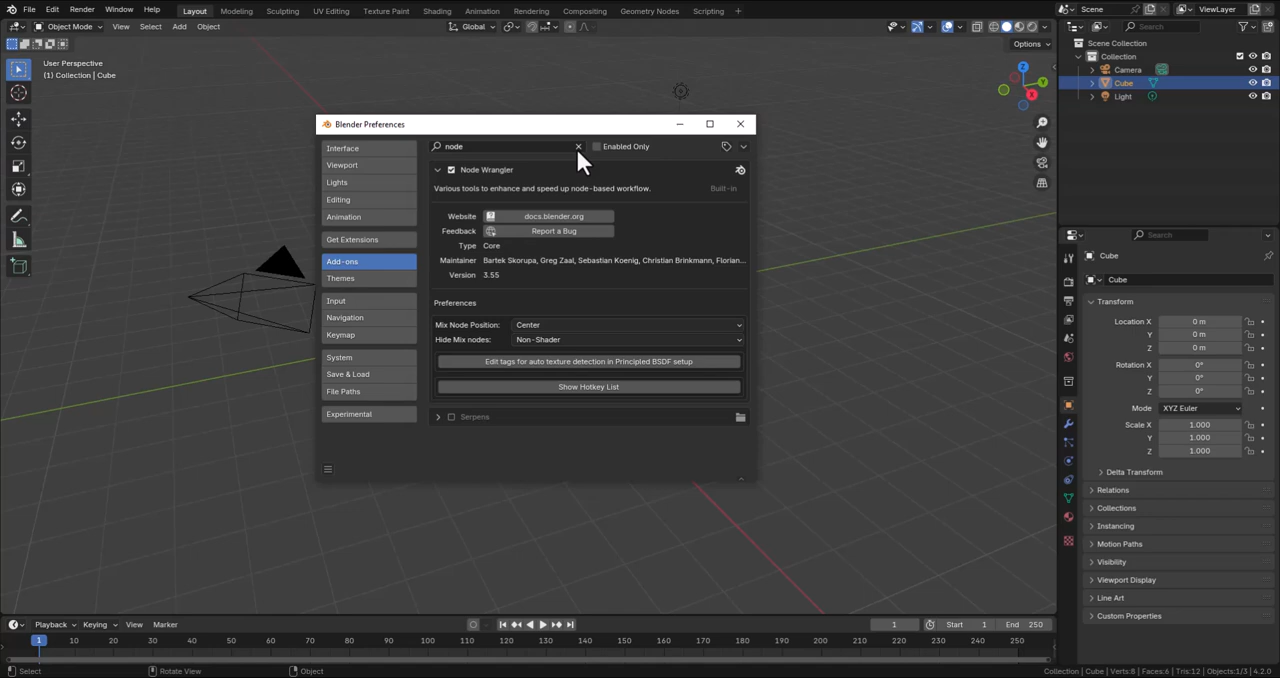 File Edit Render Window Help Layout Modeling Sculpting UV Editing Texture Paint Shading Animation Rendering Compositing Geometry Nodes Scripting Scene ViewLayer
Object Mode View Select Add Object Global Search
Options
User Perspective
(1) Collection | Cube
Z
Y
X
Scene Collection
Collection
Camera
Cube
Light
Blender Preferences
Interface
Viewport
Lights
Editing
Animation
Get Extensions
Add-ons
Themes
Input
Navigation
Keymap
System
Save & Load
File Paths
Experimental
node Enabled Only
Node Wrangler
Various tools to enhance and speed up node-based workflow. Built-in
Website docs.blender.org
Feedback Report a Bug
Type Core
Maintainer Bartek Skorupa, Greg Zaal, Sebastian Koenig, Christian Brinkmann, Florian...
Version 3.55
Preferences
Mix Node Position: Center
Hide Mix nodes: Non-Shader
Edit tags for auto texture detection in Principled BSDF setup
Show Hotkey List
Serpens
Search
Cube
Cube
Transform
Location X 0 m
Y 0 m
Z 0 m
Rotation X 0°
Y 0°
Z 0°
Mode XYZ Euler
Scale X 1.000
Y 1.000
Z 1.000
Delta Transform
Relations
Collections
Instancing
Motion Paths
Visibility
Viewport Display
Line Art
Custom Properties
Playback Keying View Marker 1 Start 1 End 250
1 10 20 30 40 50 60 70 80 90 100 110 120 130 140 150 160 170 180 190 200 210 220 230 240 250
Select Rotate View Object Collection | Cube | Verts:8 | Faces:6 | Tris:12 | Objects:1/3 | 4.2.0